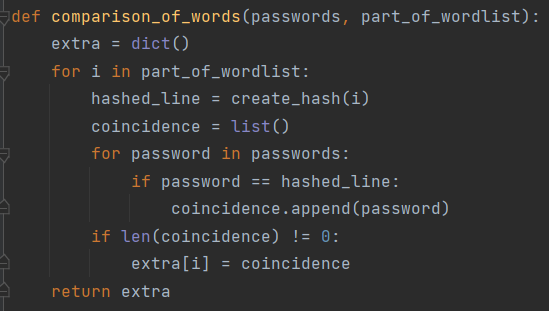 def comparison_of_words(passwords, part_of_wordlist):
    extra = dict()
    for i in part_of_wordlist:
        hashed_line = create_hash(i)
        coincidence = list()
        for password in passwords:
            if password == hashed_line:
                coincidence.append(password)
        if len(coincidence) != 0:
            extra[i] = coincidence
    return extra